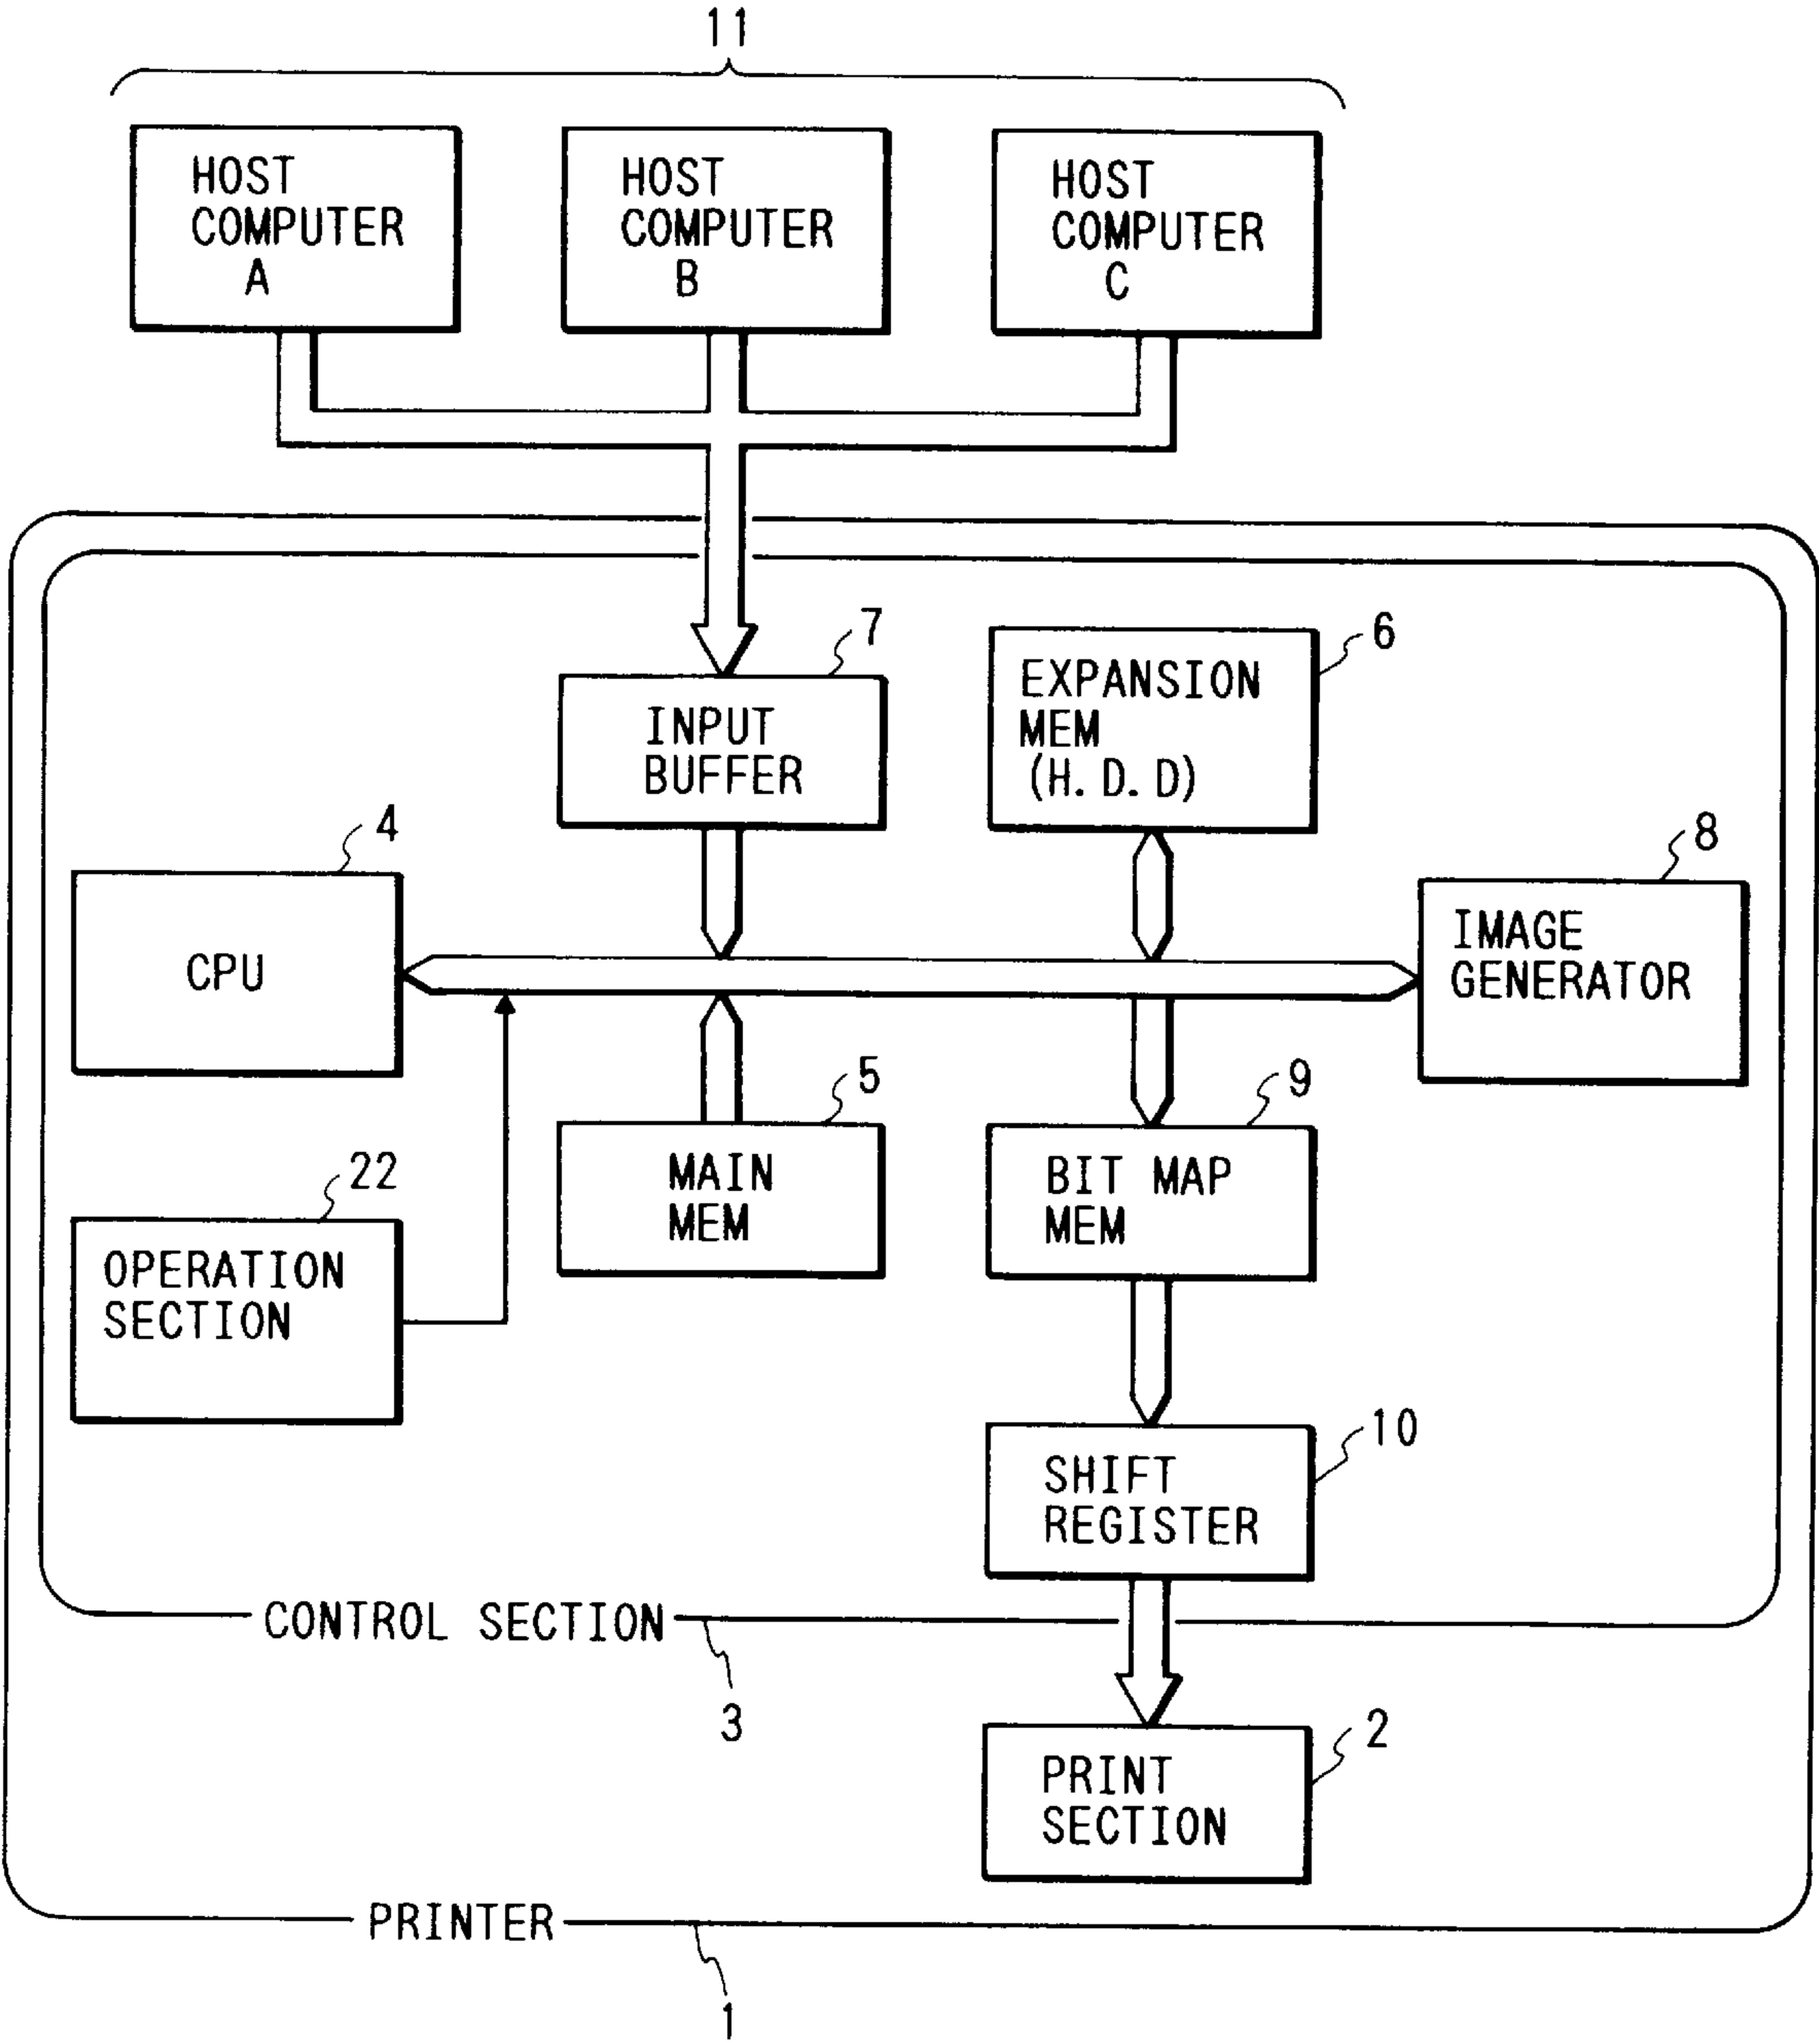 11
HOST
COMPUTER
A
HOST
COMPUTER
B
HOST
COMPUTER
C
7
INPUT
BUFFER
6
EXPANSION
MEM
(H.D.D)
4
CPU
8
IMAGE
GENERATOR
5
MAIN
MEM
9
BIT MAP
MEM
22
OPERATION
SECTION
10
SHIFT
REGISTER
CONTROL SECTION
3
2
PRINT
SECTION
PRINTER
1